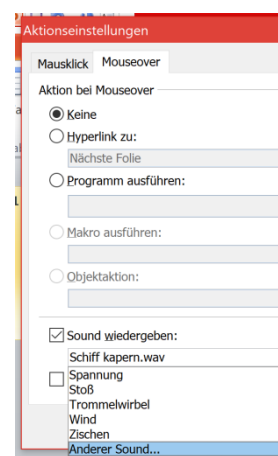 Aktionseinstellungen
Mausklick Mouseover
Aktion bei Mouseover
Keine
Hyperlink zu:
Nächste Folie
Programm ausführen:
Makro ausführen:
Objektaktion:
Sound wiedergeben:
Schiff kapern.wav
Spannung
Stoß
Trommelwirbel
Wind
Zischen
Anderer Sound...